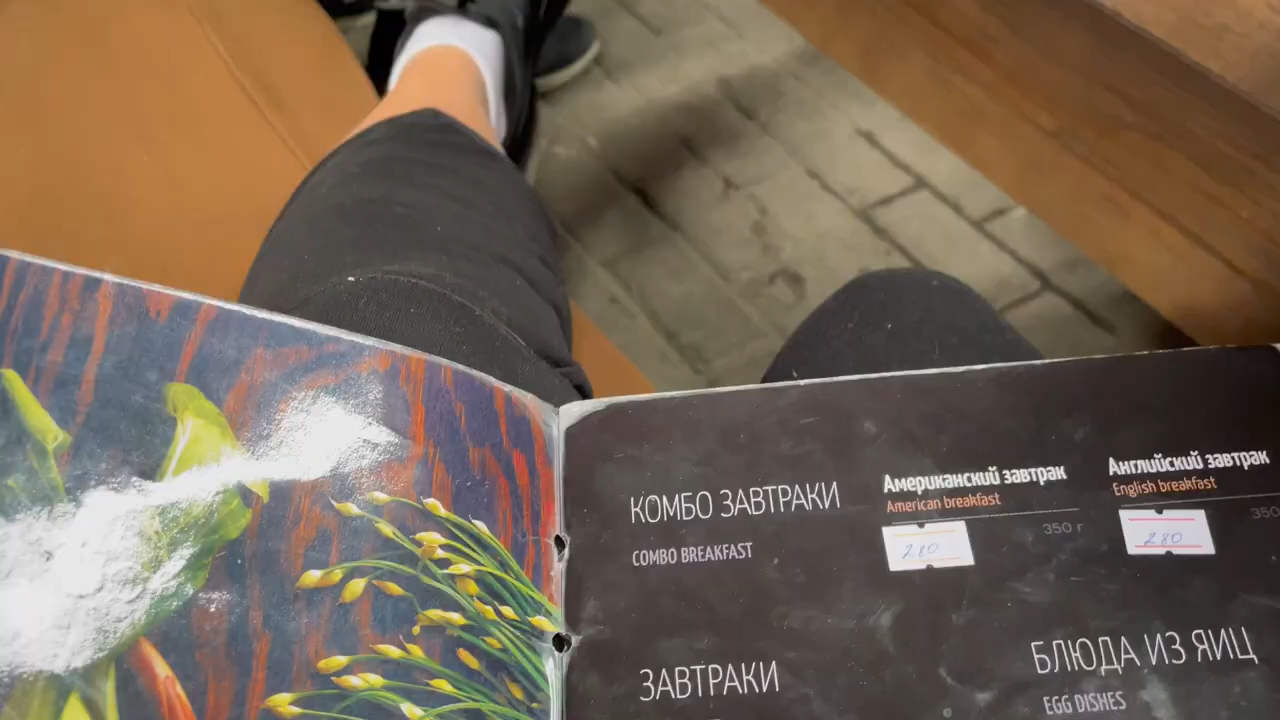 КОМБО ЗАВТРАКИ
COMBO BREAKFAST
Американский завтрак
American breakfast
350 г
280
Английский завтрак
English breakfast
350
280
ЗАВТРАКИ
БЛЮДА ИЗ ЯИЦ
EGG DISHES